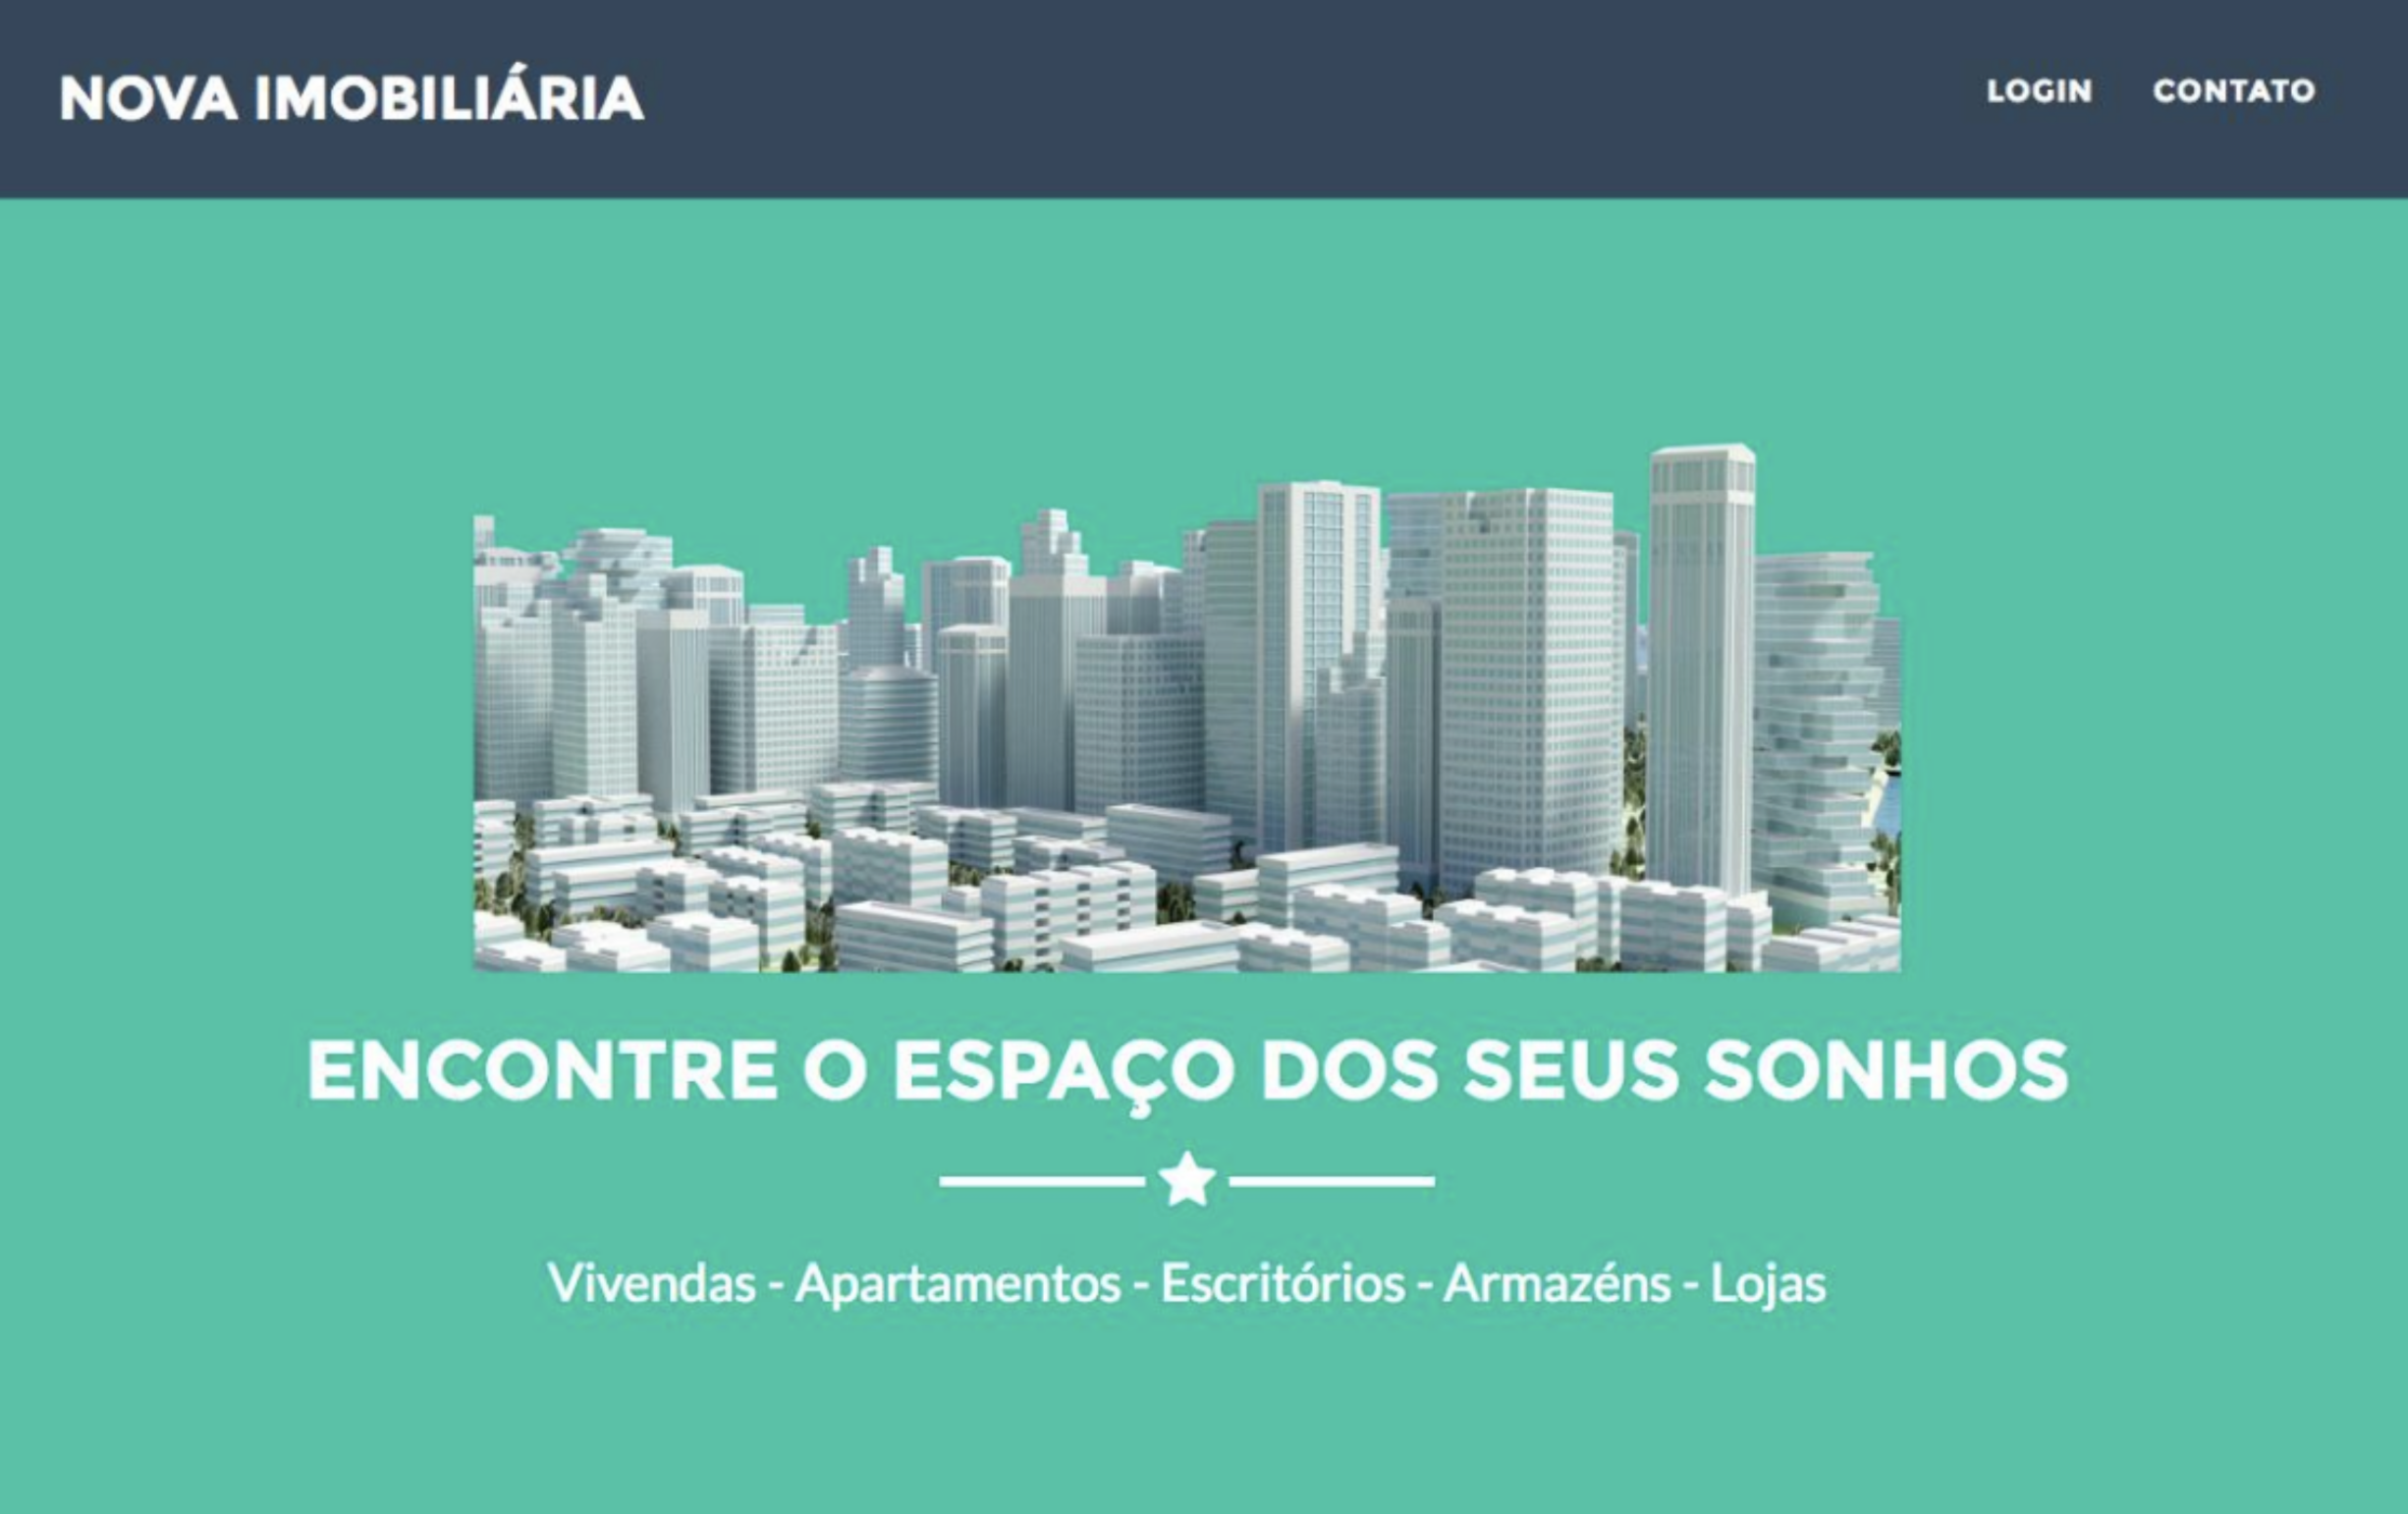 NOVA IMOBILIÁRIA
LOGIN CONTATO
ENCONTRE O ESPAÇO DOS SEUS SONHOS
Vivendas - Apartamentos - Escritórios - Armazéns - Lojas